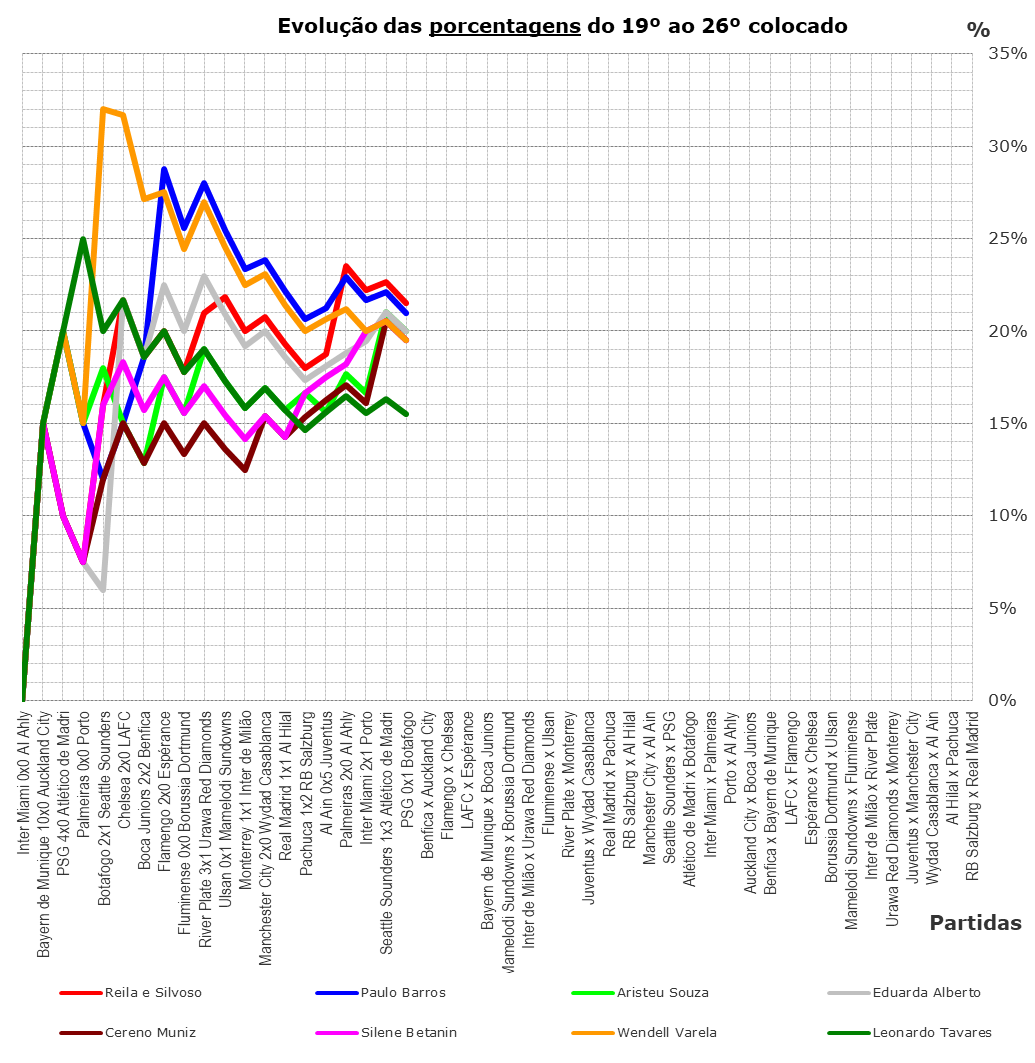 Evolução das porcentagens do 19º ao 26º colocado
%
35%
30%
25%
20%
15%
10%
5%
0%
Inter Miami 0x0 Al Ahly
Bayern de Munique 10x0 Auckland City
PSG 4x0 Atlético de Madri
Palmeiras 0x0 Porto
Botafogo 2x1 Seattle Sounders
Chelsea 2x0 LAFC
Boca Juniors 2x2 Benfica
Flamengo 2x0 Espérance
Fluminense 0x0 Borussia Dortmund
River Plate 3x1 Urawa Red Diamonds
Ulsan 0x1 Mamelodi Sundowns
Monterrey 1x1 Inter de Milão
Manchester City 2x0 Wydad Casablanca
Real Madrid 1x1 Al Hilal
Pachuca 1x2 RB Salzburg
Al Ain 0x5 Juventus
Palmeiras 2x0 Al Ahly
Inter Miami 2x1 Porto
Seattle Sounders 1x3 Atlético de Madri
PSG 0x1 Botafogo
Benfica x Auckland City
Flamengo x Chelsea
LAFC x Espérance
Bayern de Munique x Boca Juniors
Mamelodi Sundowns x Borussia Dortmund
Inter de Milão x Urawa Red Diamonds
Fluminense x Ulsan
River Plate x Monterrey
Juventus x Wydad Casablanca
Real Madrid x Pachuca
RB Salzburg x Al Hilal
Manchester City x Al Ain
Seattle Sounders x PSG
Atlético de Madri x Botafogo
Inter Miami x Palmeiras
Porto x Al Ahly
Auckland City x Boca Juniors
Benfica x Bayern de Munique
LAFC x Flamengo
Espérance x Chelsea
Borussia Dortmund x Ulsan
Mamelodi Sundowns x Fluminense
Inter de Milão x River Plate
Urawa Red Diamonds x Monterrey
Juventus x Manchester City
Wydad Casablanca x Al Ain
Al Hilal x Pachuca
RB Salzburg x Real Madrid
Partidas
Reila e Silvoso
Paulo Barros
Aristeu Souza
Eduarda Alberto
Cereno Muniz
Silene Betanin
Wendell Varela
Leonardo Tavares